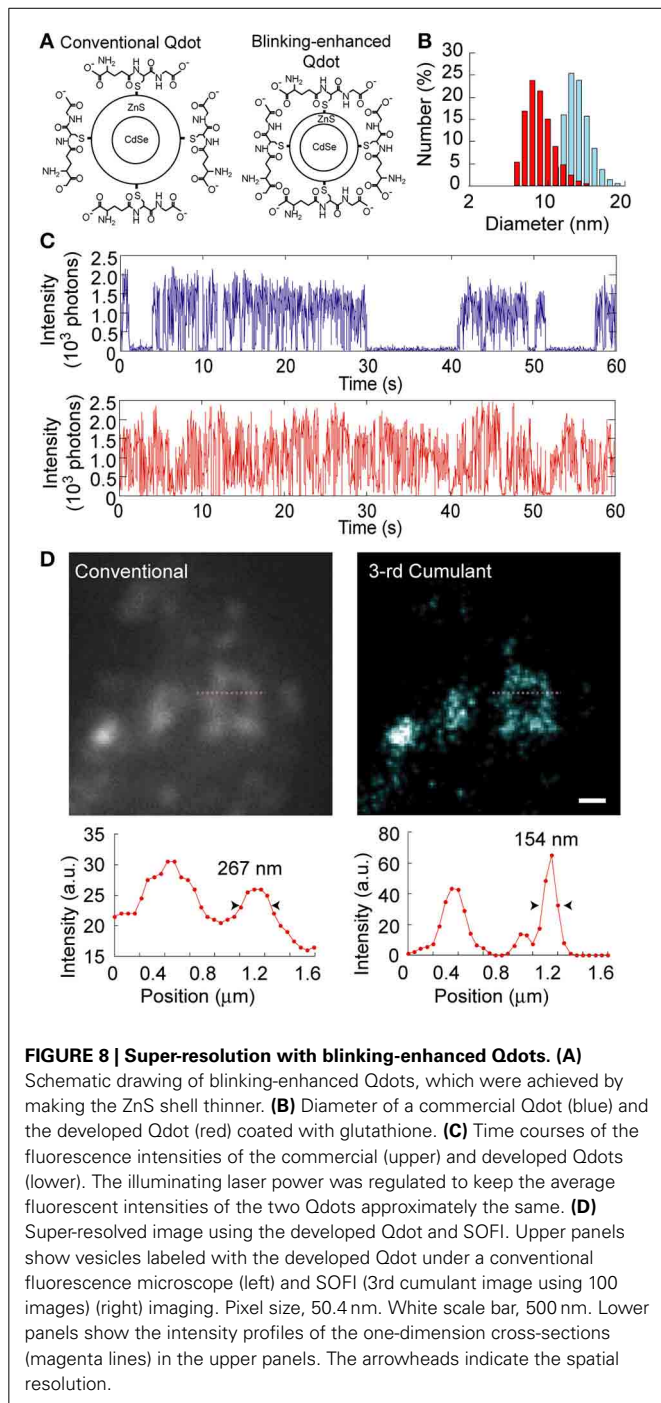 A Conventional Qdot
Blinking-enhanced
Qdot
O⁻ NH₂ O N H O H N O O⁻
S
ZnS
CdSe
O⁻ NH₂ O N H O H N O O⁻
S
ZnS
CdSe
B
Number (%)
30
25
20
15
10
5
0
2 10 20
Diameter (nm)
C
Intensity
(10³ photons)
2.5
2.0
1.5
1.0
0.5
0
0 10 20 30 40 50 60
Time (s)
Intensity
(10³ photons)
2.5
2.0
1.5
1.0
0.5
0
0 10 20 30 40 50 60
Time (s)
D
Conventional
3-rd Cumulant
Intensity (a.u.)
35
30
25
20
15
267 nm
0 0.4 0.8 1.2 1.6
Position (μm)
Intensity (a.u.)
80
60
40
20
0
154 nm
0 0.4 0.8 1.2 1.6
Position (μm)
FIGURE 8 | Super-resolution with blinking-enhanced Qdots. (A)
Schematic drawing of blinking-enhanced Qdots, which were achieved by
making the ZnS shell thinner. (B) Diameter of a commercial Qdot (blue) and
the developed Qdot (red) coated with glutathione. (C) Time courses of the
fluorescence intensities of the commercial (upper) and developed Qdots
(lower). The illuminating laser power was regulated to keep the average
fluorescent intensities of the two Qdots approximately the same. (D)
Super-resolved image using the developed Qdot and SOFI. Upper panels
show vesicles labeled with the developed Qdot under a conventional
fluorescence microscope (left) and SOFI (3rd cumulant image using 100
images) (right) imaging. Pixel size, 50.4 nm. White scale bar, 500 nm. Lower
panels show the intensity profiles of the one-dimension cross-sections
(magenta lines) in the upper panels. The arrowheads indicate the spatial
resolution.